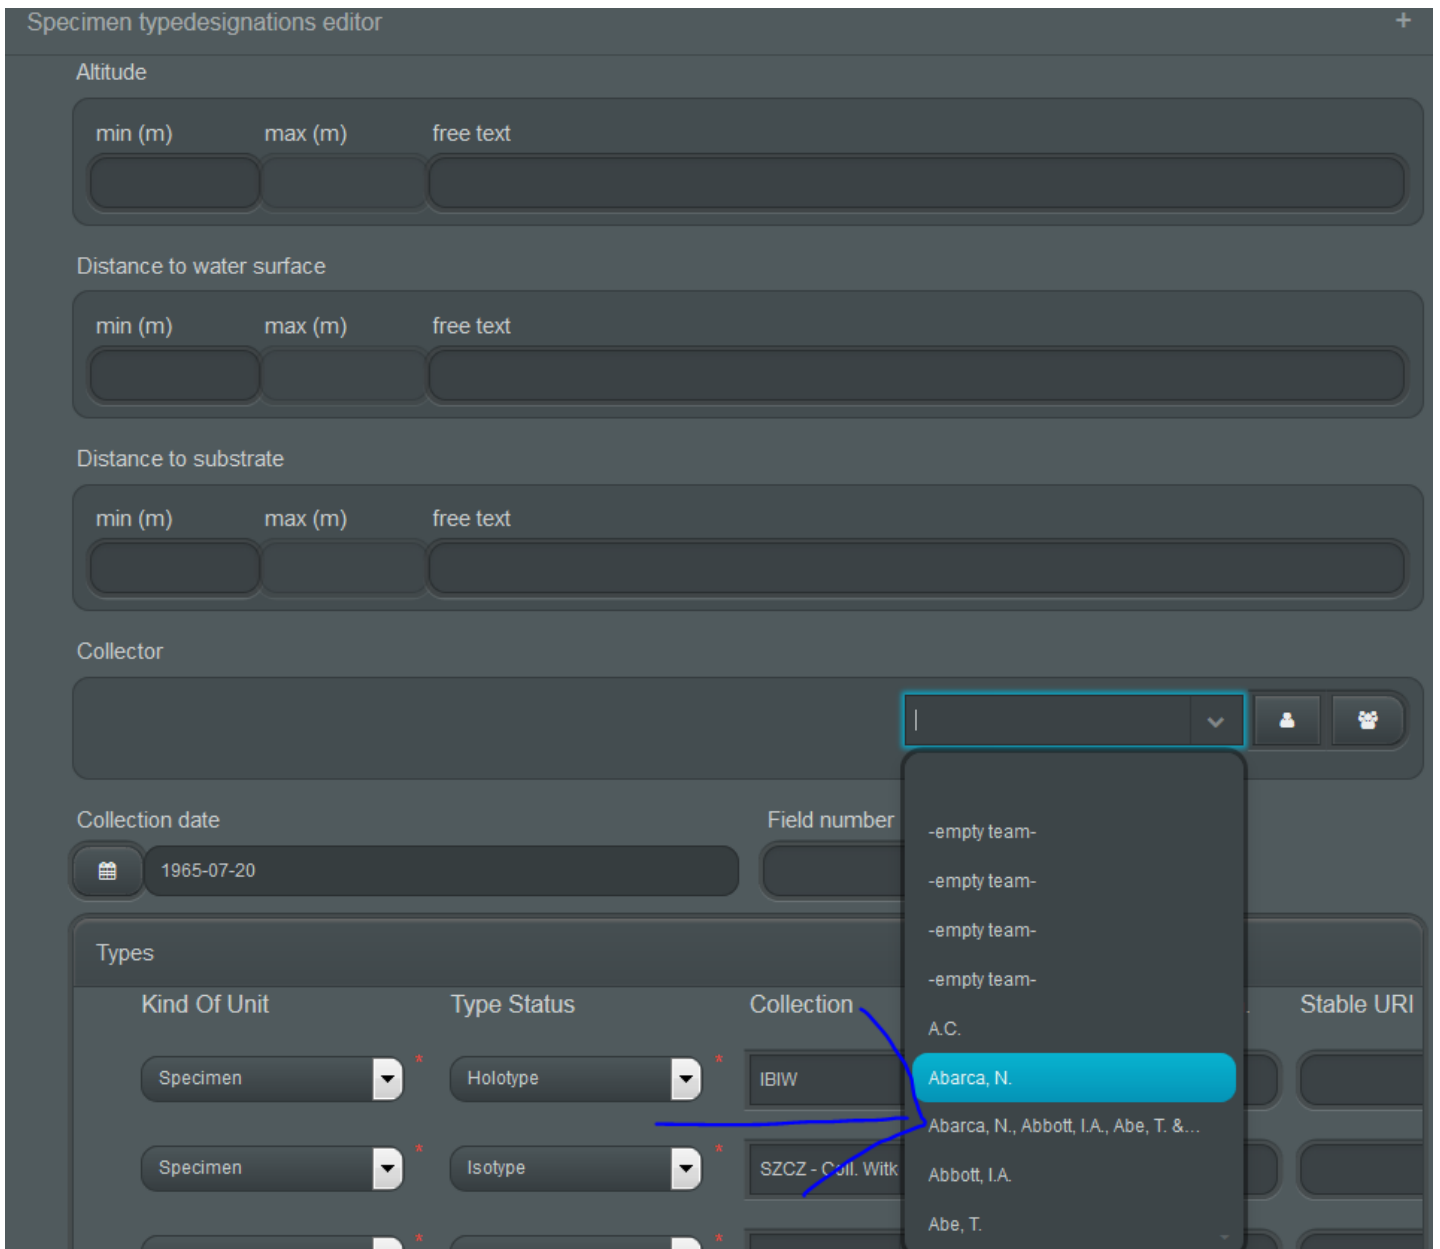 Specimen typedesignations editor +
Altitude
min (m) max (m) free text
Distance to water surface
min (m) max (m) free text
Distance to substrate
min (m) max (m) free text
Collector
Collection date Field number
1965-07-20
-empty team-
-empty team-
-empty team-
-empty team-
A.C.
Abarca, N.
Abarca, N., Abbott, I.A., Abe, T. &...
Abbott, I.A.
Abe, T.
Types
Kind Of Unit Type Status Collection Stable URI
Specimen * Holotype * IBIW
Specimen * Isotype * SZCZ - Coll. Witk
* *